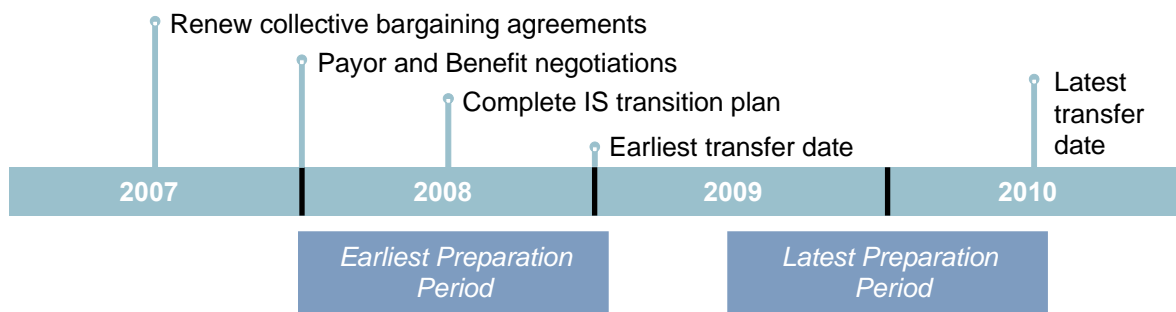 Renew collective bargaining agreements
Payor and Benefit negotiations
Complete IS transition plan
Earliest transfer date
Latest
transfer
date
2007
2008
2009
2010
Earliest Preparation
Period
Latest Preparation
Period